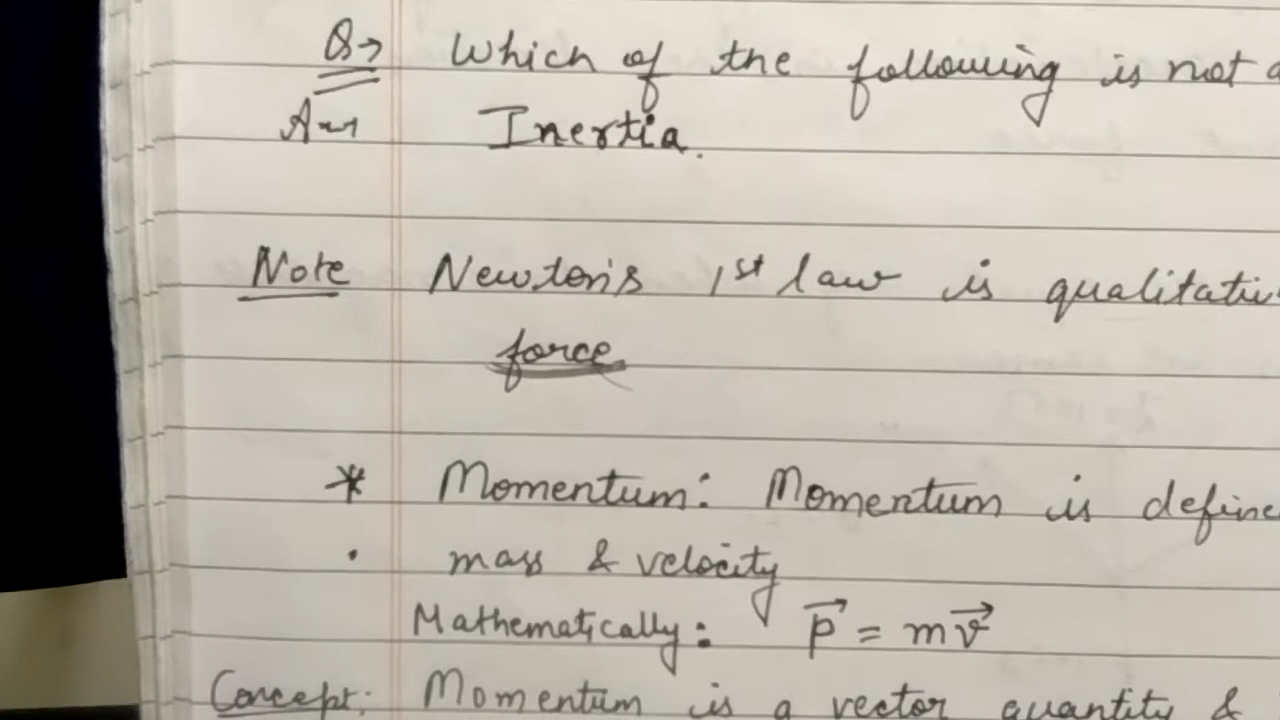 Q→ Which of the following is not a
Ans Inertia.
Note Newton's 1st law is qualitativ
force
* Momentum: Momentum is define
. mass & velocity
Mathematically: p⃗ = mv⃗
Concept: Momentum is a vector quantity &